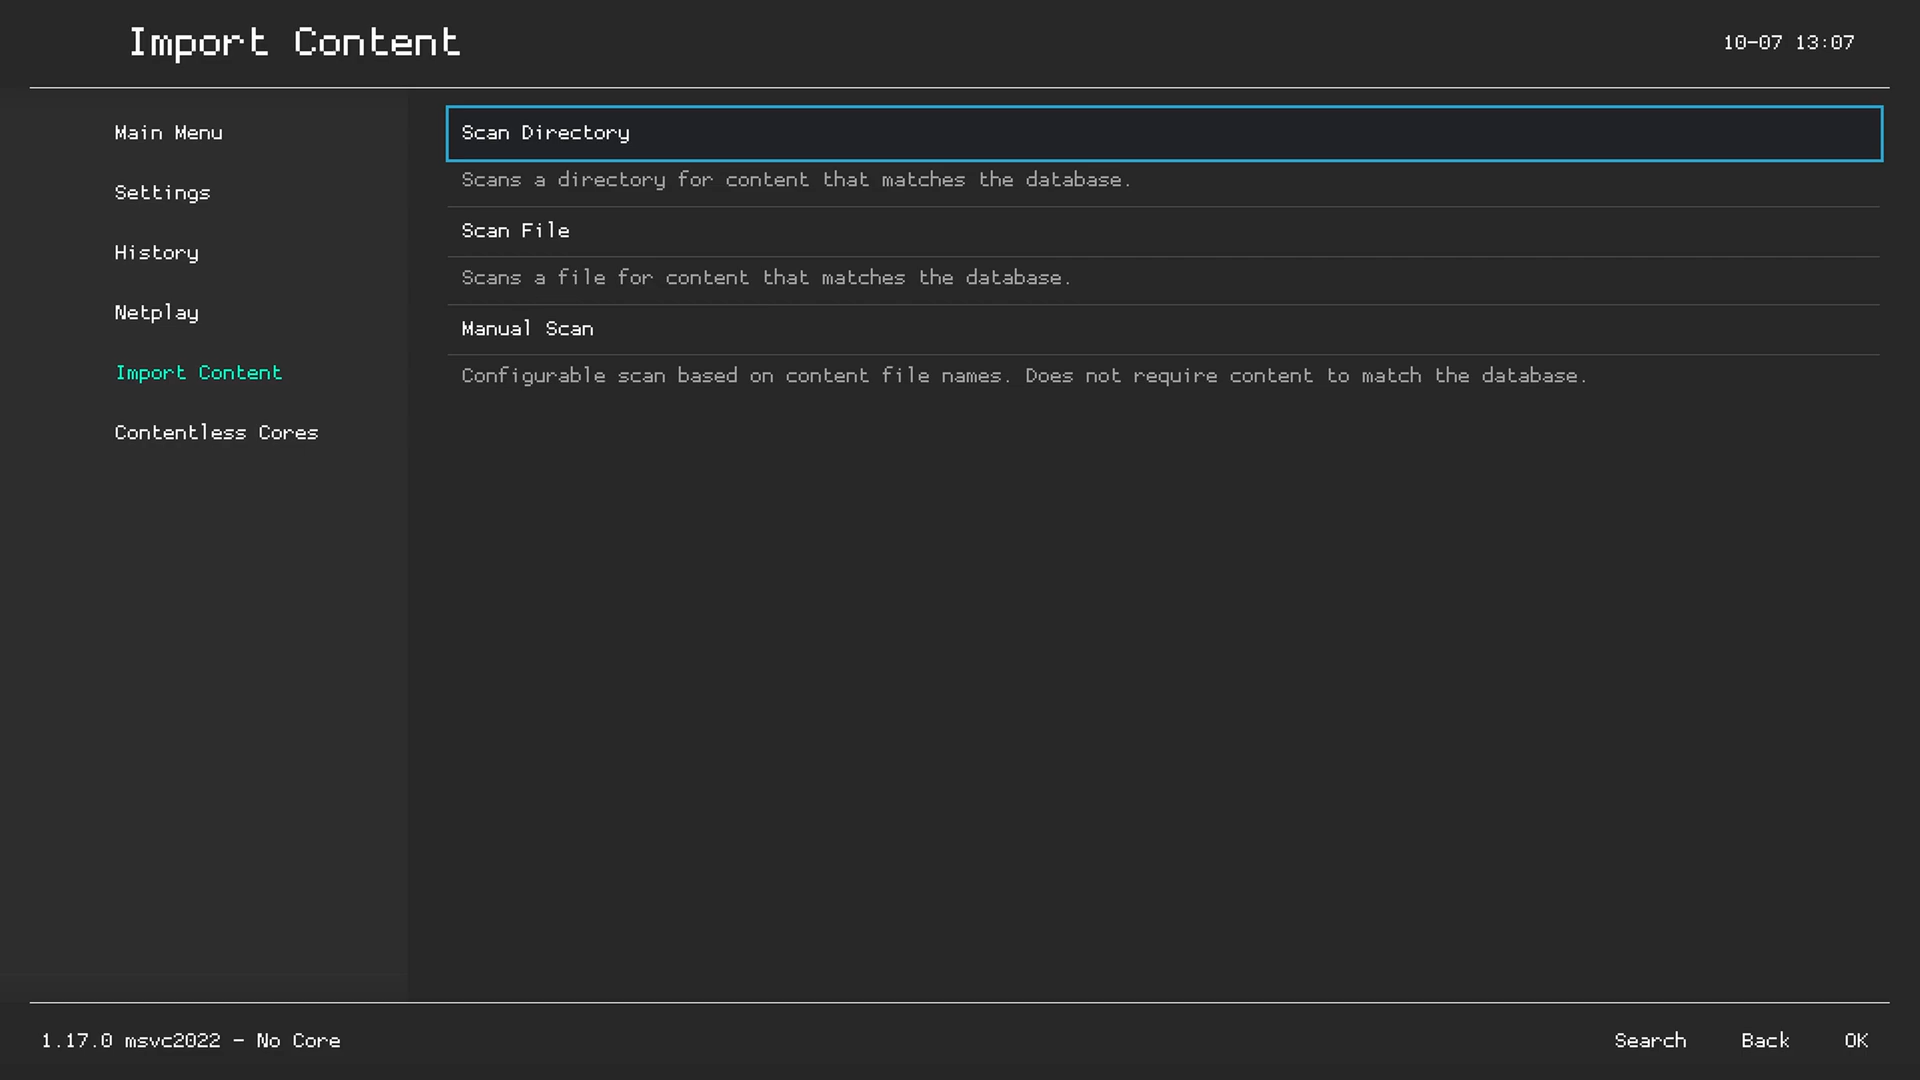 Import Content
10-07 13:07
Main Menu
Settings
History
Netplay
Import Content
Contentless Cores
Scan Directory
Scans a directory for content that matches the database.
Scan File
Scans a file for content that matches the database.
Manual Scan
Configurable scan based on content file names. Does not require content to match the database.
1.17.0 msvc2022 - No Core
Search
Back
OK